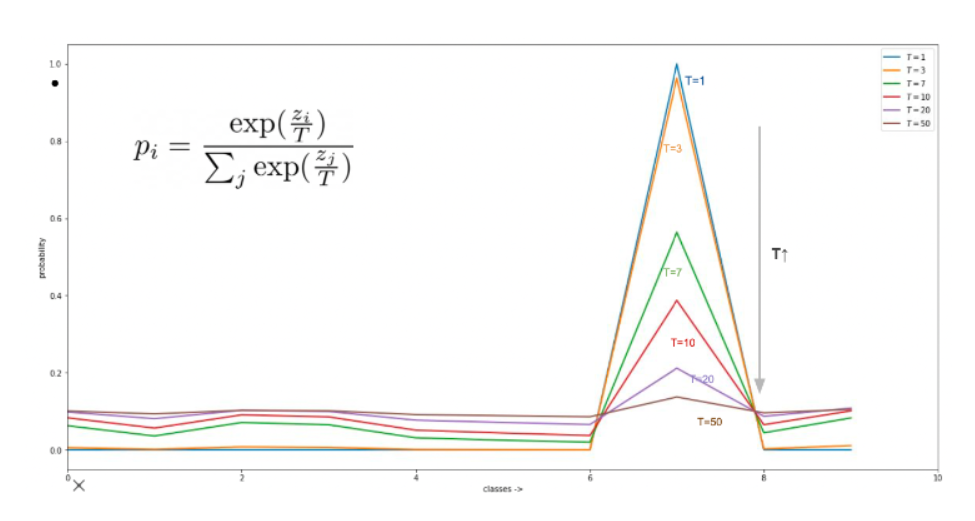 1.0
0.8
0.6
0.4
0.2
0.0
probability
p_i = exp(z_i/T) / ∑_j exp(z_j/T)
T=1
T=3
T=7
T=10
T=20
T=50
T↑
T = 1
T = 3
T = 7
T = 10
T = 20
T = 50
0 2 4 6 8 10
classes ->